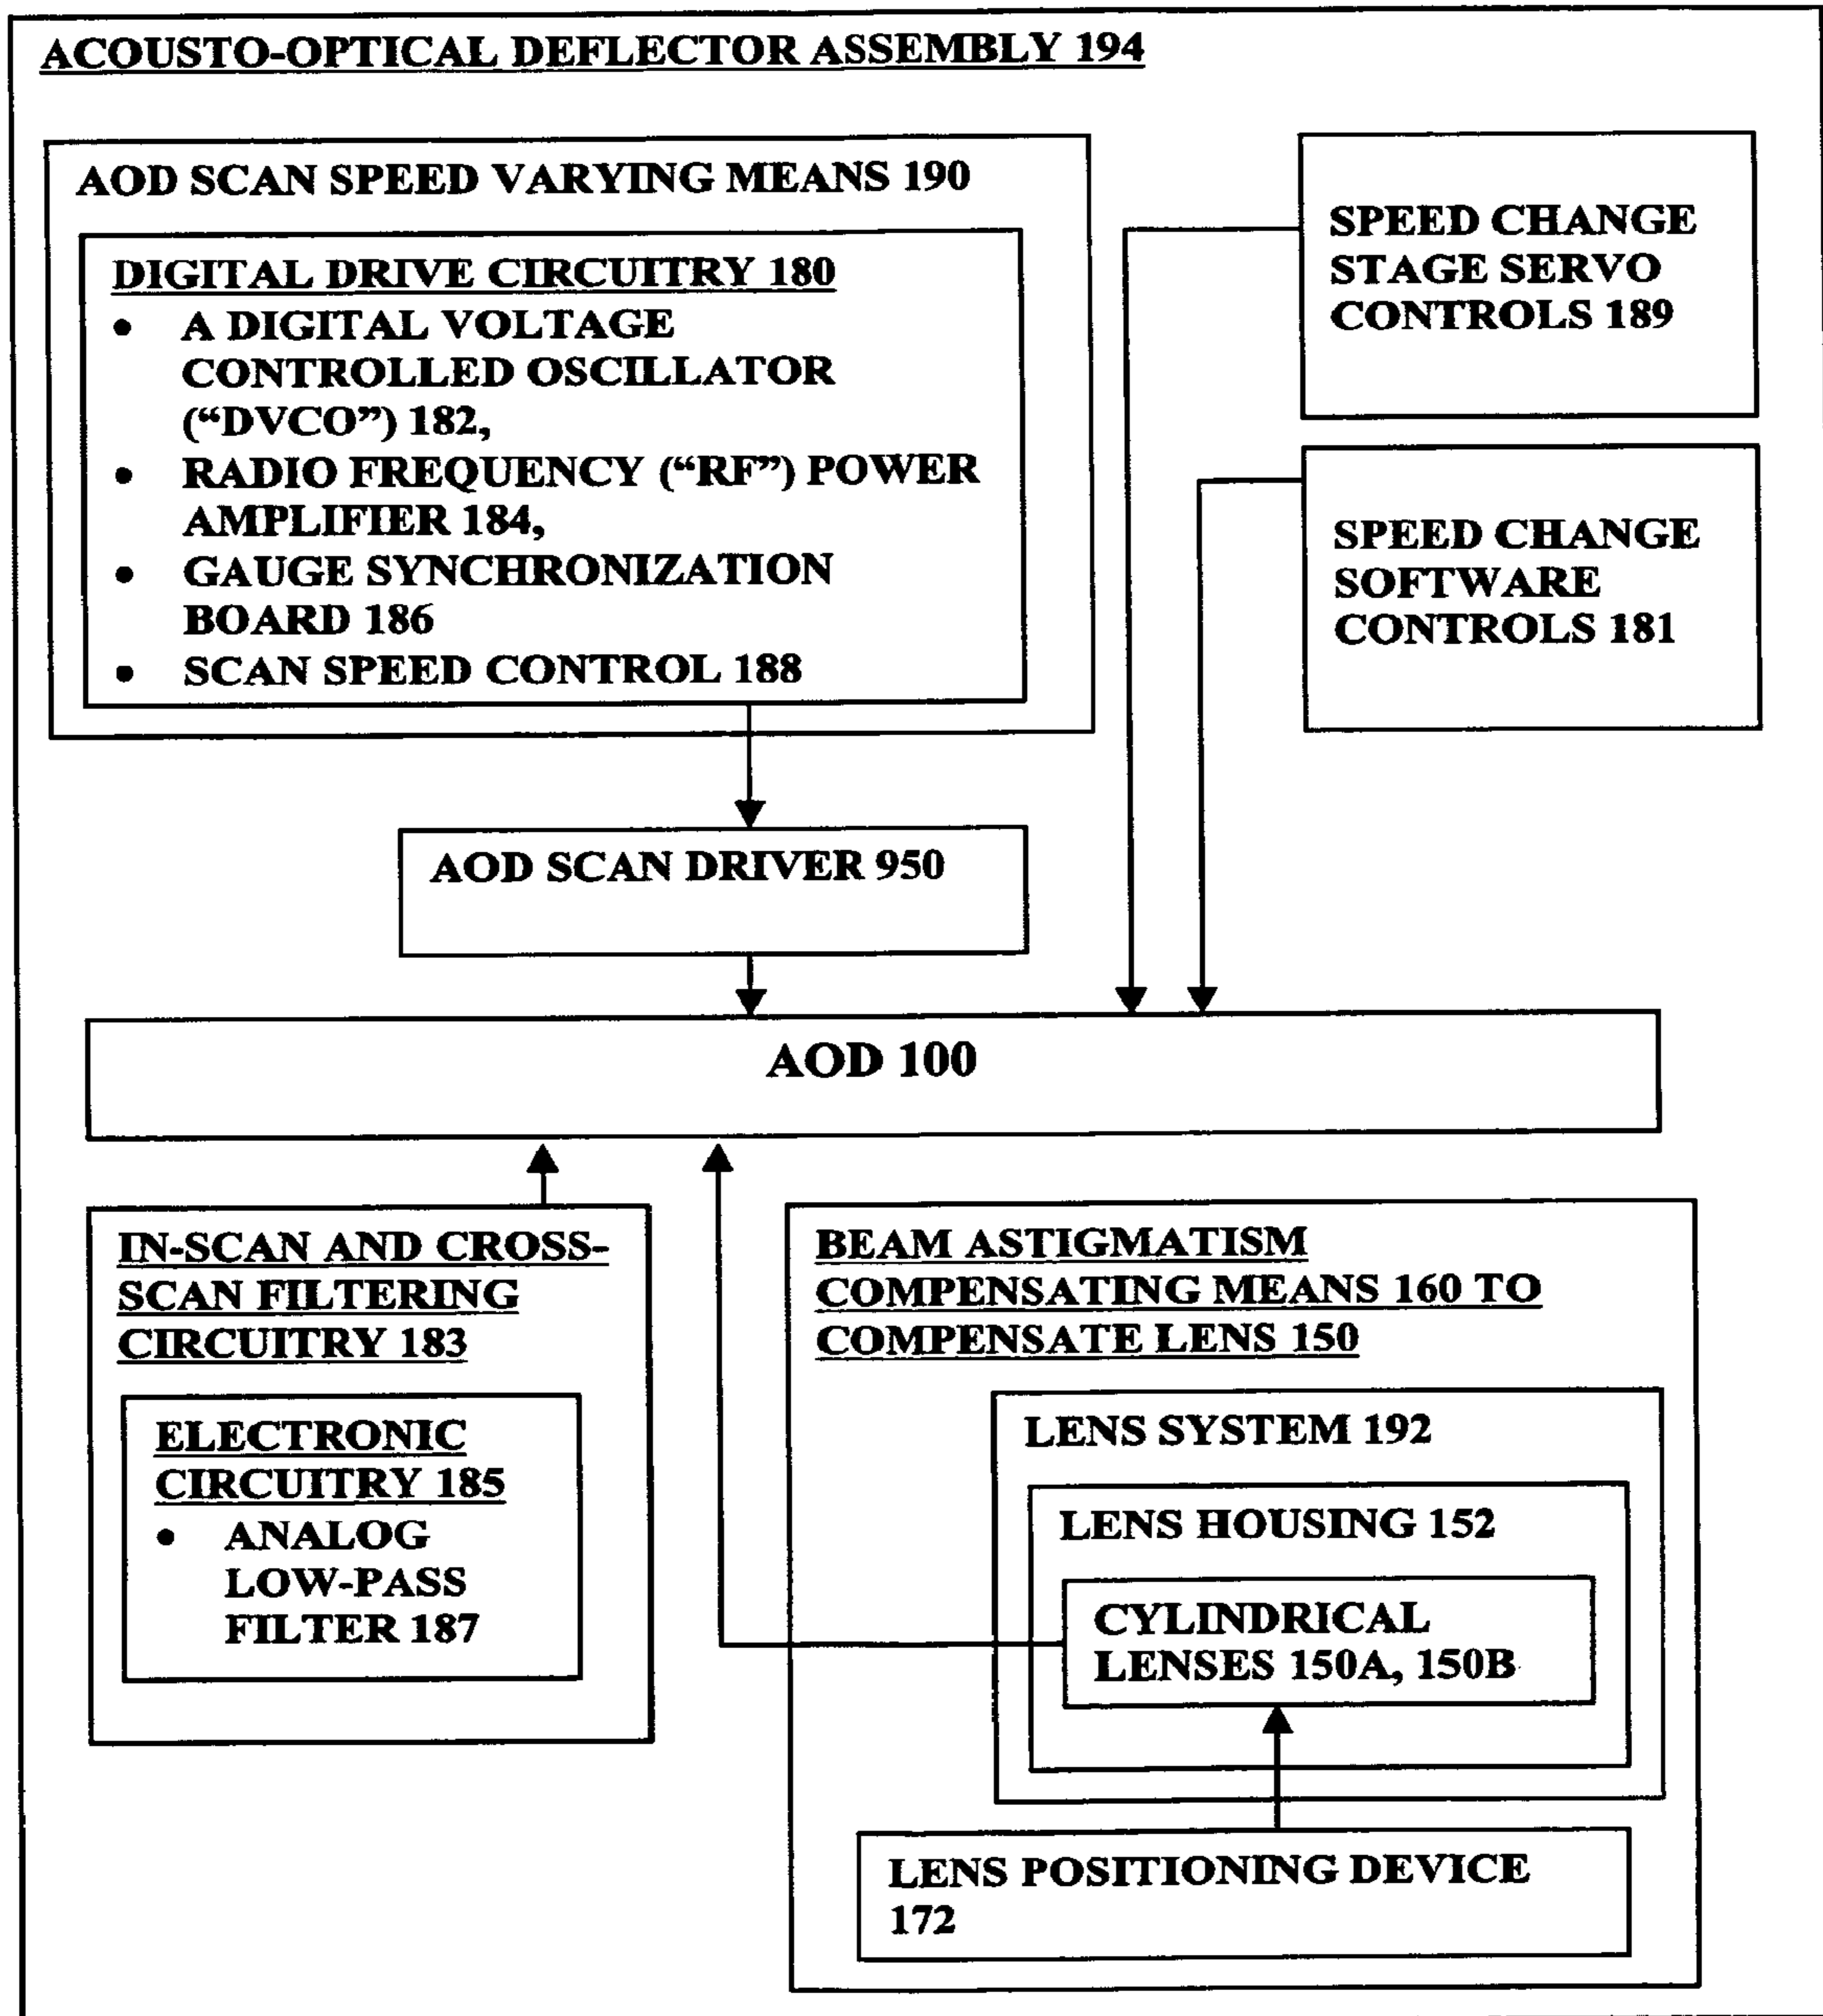 ACOUSTO-OPTICAL DEFLECTOR ASSEMBLY 194
AOD SCAN SPEED VARYING MEANS 190
DIGITAL DRIVE CIRCUITRY 180
• A DIGITAL VOLTAGE
CONTROLLED OSCILLATOR
(“DVCO”) 182,
• RADIO FREQUENCY (“RF”) POWER
AMPLIFIER 184,
• GAUGE SYNCHRONIZATION
BOARD 186
• SCAN SPEED CONTROL 188
SPEED CHANGE
STAGE SERVO
CONTROLS 189
SPEED CHANGE
SOFTWARE
CONTROLS 181
AOD SCAN DRIVER 950
AOD 100
IN-SCAN AND CROSS-
SCAN FILTERING
CIRCUITRY 183
ELECTRONIC
CIRCUITRY 185
• ANALOG
LOW-PASS
FILTER 187
BEAM ASTIGMATISM
COMPENSATING MEANS 160 TO
COMPENSATE LENS 150
LENS SYSTEM 192
LENS HOUSING 152
CYLINDRICAL
LENSES 150A, 150B
LENS POSITIONING DEVICE
172